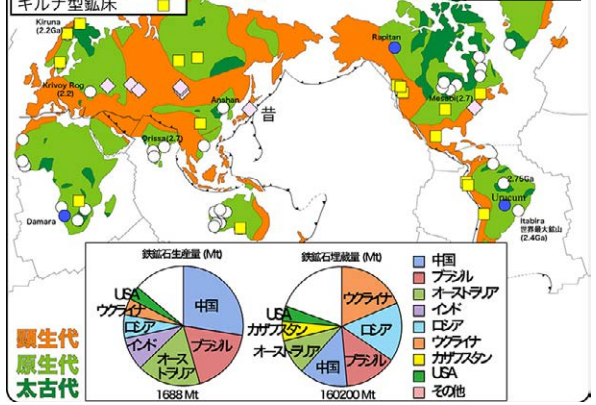 キルナ型鉱床
Kiruna
(2.2Ga)
Rapitan
Krivoy Rog
(2.2)
Anshan
昔
Mesabi(2.7)
Orissa(2.7)
2.75Ga
Unucum
Damara
Itabira
世界最大鉱山
(2.4Ga)
鉄鉱石生産量 (Mt)
中国
ブラジル
オース
トラリア
インド
ロシア
ウクライナ
USA
1688 Mt
鉄鉱石埋蔵量 (Mt)
ウクライナ
ロシア
ブラジル
中国
オーストラリア
カザフスタン
USA
160200 Mt
中国
ブラジル
オーストラリア
インド
ロシア
ウクライナ
カザフスタン
USA
その他
顕生代
原生代
太古代